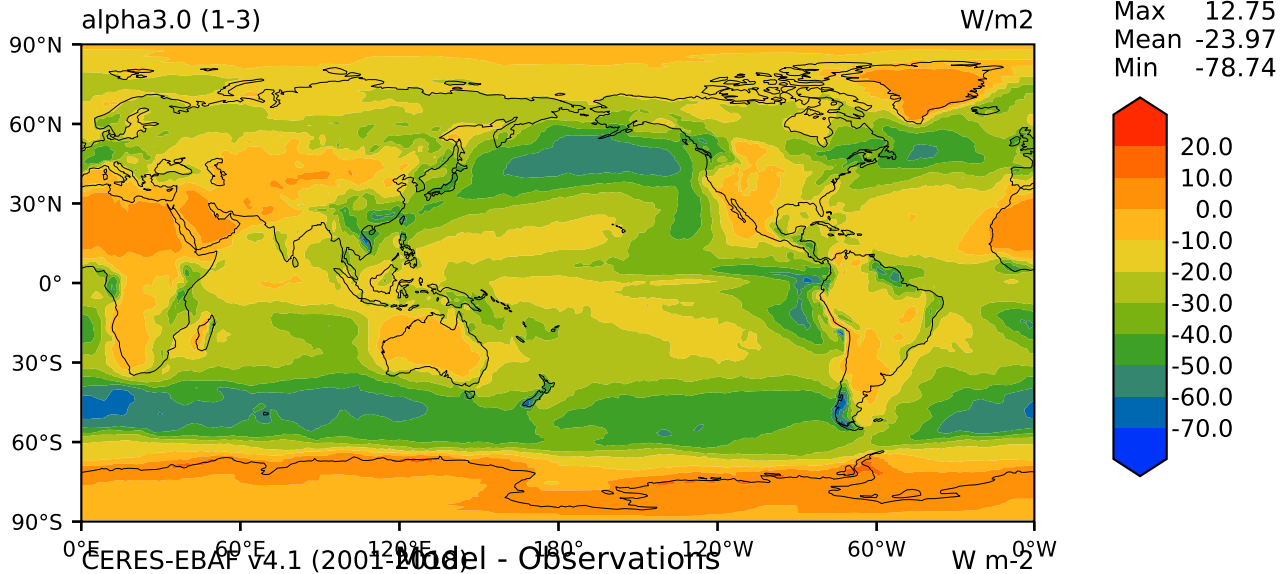 alpha3.0 (1-3) W/m2
Max 12.75
Mean -23.97
Min -78.74
90°N
60°N
30°N
0°
30°S
60°S
90°S
0°E 60°E 120°E 180° 120°W 60°W 0°W
20.0
10.0
0.0
-10.0
-20.0
-30.0
-40.0
-50.0
-60.0
-70.0
CERES-EBAF v4.1 (2001-2018) W m-2
Model - Observations